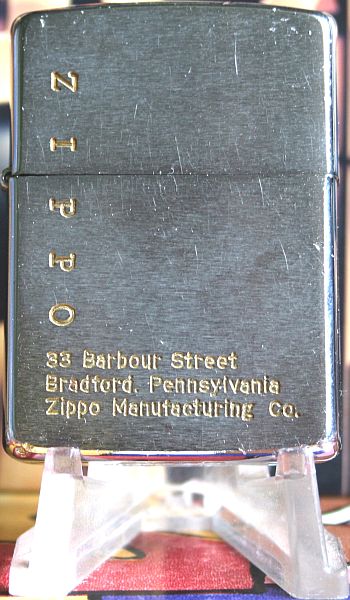 ZIPPO
33 Barbour Street
Bradford, Pennsylvania
Zippo Manufacturing Co.